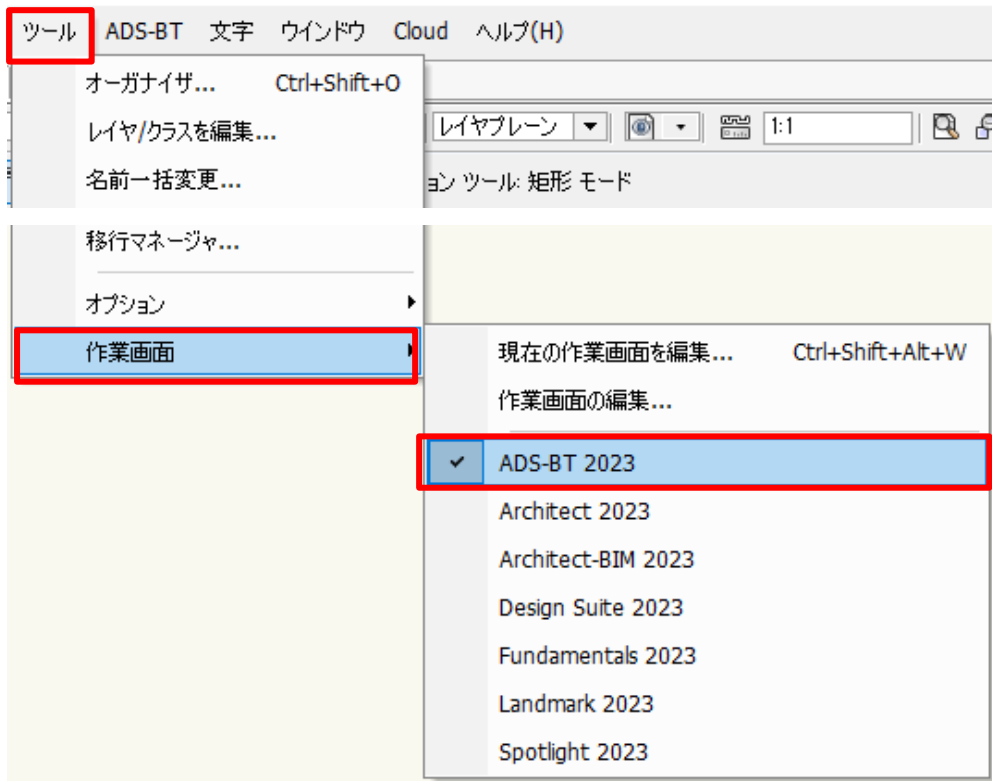 ツール ADS-BT 文字 ウインドウ Cloud ヘルプ(H)
オーガナイザ... Ctrl+Shift+O
レイヤプレーン 1:1
レイヤ/クラスを編集...
名前一括変更...
ョン ツール: 矩形 モード
移行マネージャ...
オプション
作業画面
現在の作業画面を編集... Ctrl+Shift+Alt+W
作業画面の編集...
ADS-BT 2023
Architect 2023
Architect-BIM 2023
Design Suite 2023
Fundamentals 2023
Landmark 2023
Spotlight 2023